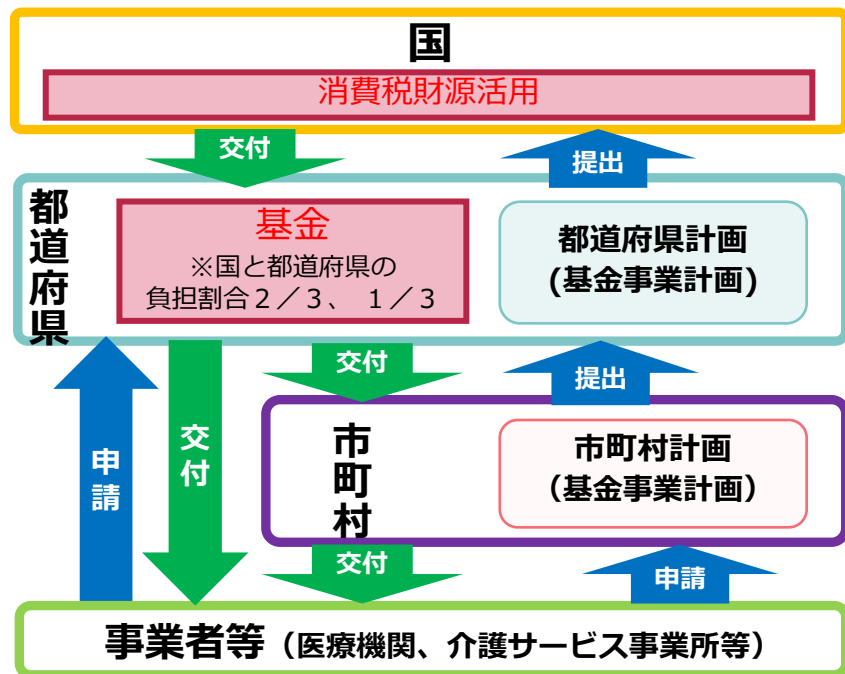 国
消費税財源活用
交付
提出
都道府県
基金
※国と都道府県の
負担割合２／３、　１／３
都道府県計画
(基金事業計画)
交付
提出
申請
交付
市町村
市町村計画
（基金事業計画）
交付
申請
事業者等（医療機関、介護サービス事業所等）